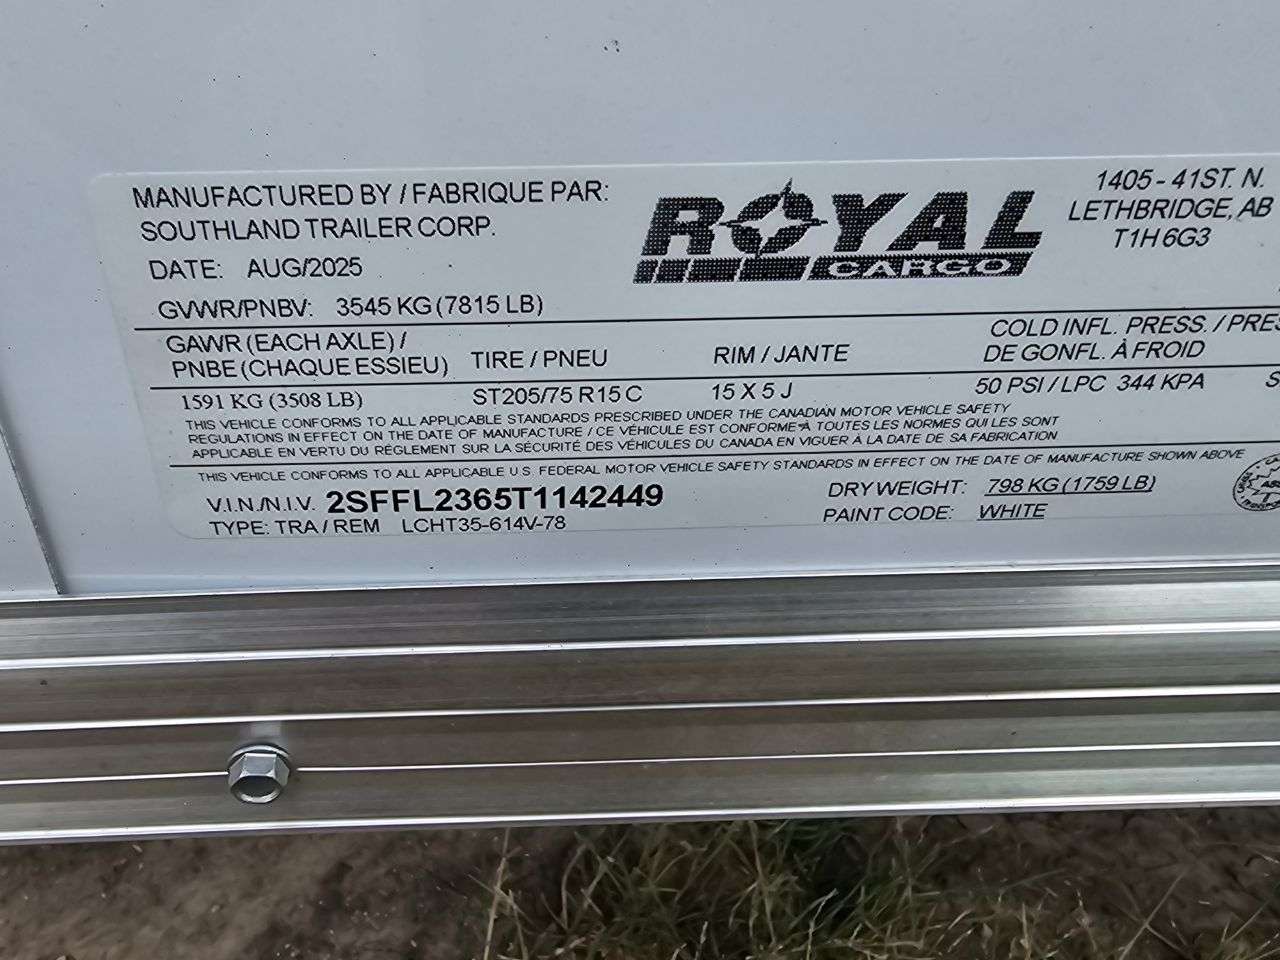 MANUFACTURED BY / FABRIQUE PAR:
SOUTHLAND TRAILER CORP.
DATE: AUG/2025
GVWR/PNBV: 3545 KG (7815 LB)
ROYAL
CARGO
1405 - 41ST. N.
LETHBRIDGE, AB
T1H 6G3
GAWR (EACH AXLE) /
PNBE (CHAQUE ESSIEU)
TIRE / PNEU
RIM / JANTE
COLD INFL. PRESS. / PRES
DE GONFL. À FROID
1591 KG (3508 LB)
ST205/75 R15 C
15 X 5 J
50 PSI / LPC 344 KPA
S
THIS VEHICLE CONFORMS TO ALL APPLICABLE STANDARDS PRESCRIBED UNDER THE CANADIAN MOTOR VEHICLE SAFETY
REGULATIONS IN EFFECT ON THE DATE OF MANUFACTURE / CE VÉHICULE EST CONFORME À TOUTES LES NORMES QUI LES SONT
APPLICABLE EN VERTU DU RÉGLEMENT SUR LA SÉCURITÉ DES VÉHICULES DU CANADA EN VIGUER À LA DATE DE SA FABRICATION
THIS VEHICLE CONFORMS TO ALL APPLICABLE U.S. FEDERAL MOTOR VEHICLE SAFETY STANDARDS IN EFFECT ON THE DATE OF MANUFACTURE SHOWN ABOVE
V.I.N./N.I.V. 2SFFL2365T1142449
TYPE: TRA / REM LCHT35-614V-78
DRY WEIGHT: 798 KG (1759 LB)
PAINT CODE: WHITE